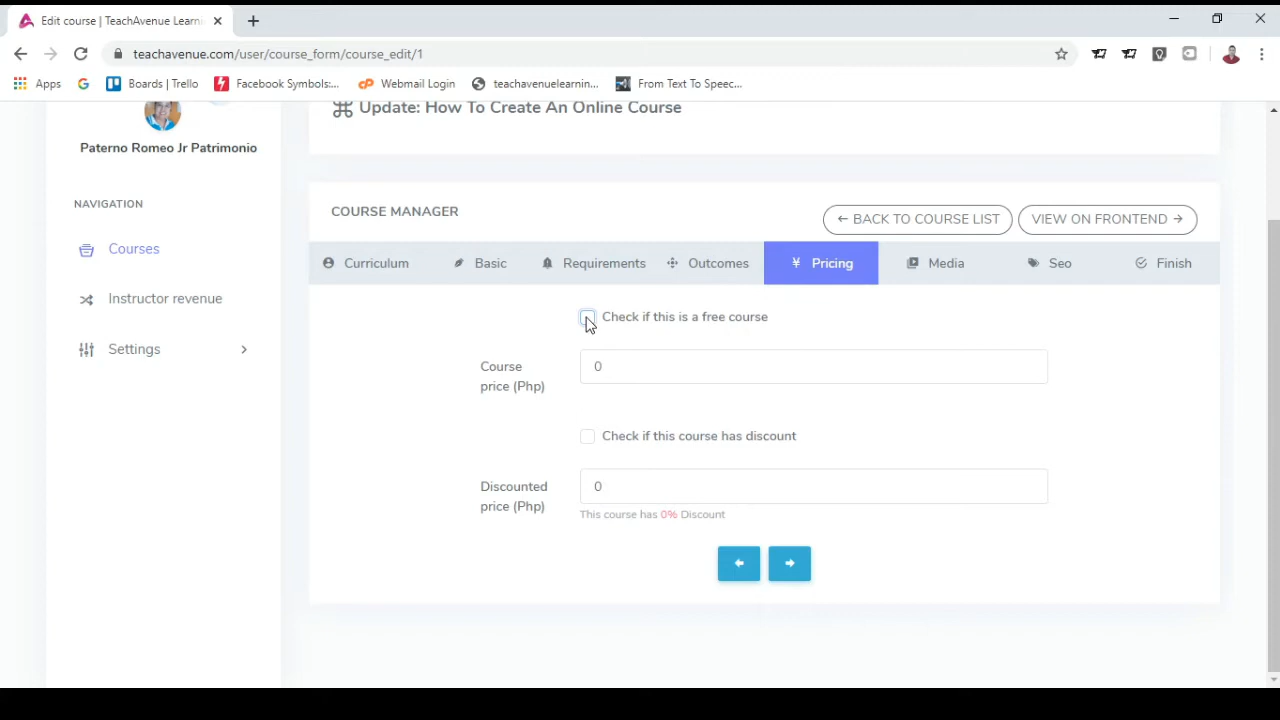 Edit course | TeachAvenue Learni
teachavenue.com/user/course_form/course_edit/1
Apps
Boards | Trello
Facebook Symbols:...
Webmail Login
teachavenuelearnin...
From Text To Speec...
Update: How To Create An Online Course
Paterno Romeo Jr Patrimonio
NAVIGATION
Courses
Instructor revenue
Settings
COURSE MANAGER
← BACK TO COURSE LIST
VIEW ON FRONTEND →
Curriculum
Basic
Requirements
Outcomes
¥ Pricing
Media
Seo
Finish
Check if this is a free course
Course
price (Php)
0
Check if this course has discount
Discounted
price (Php)
0
This course has 0% Discount